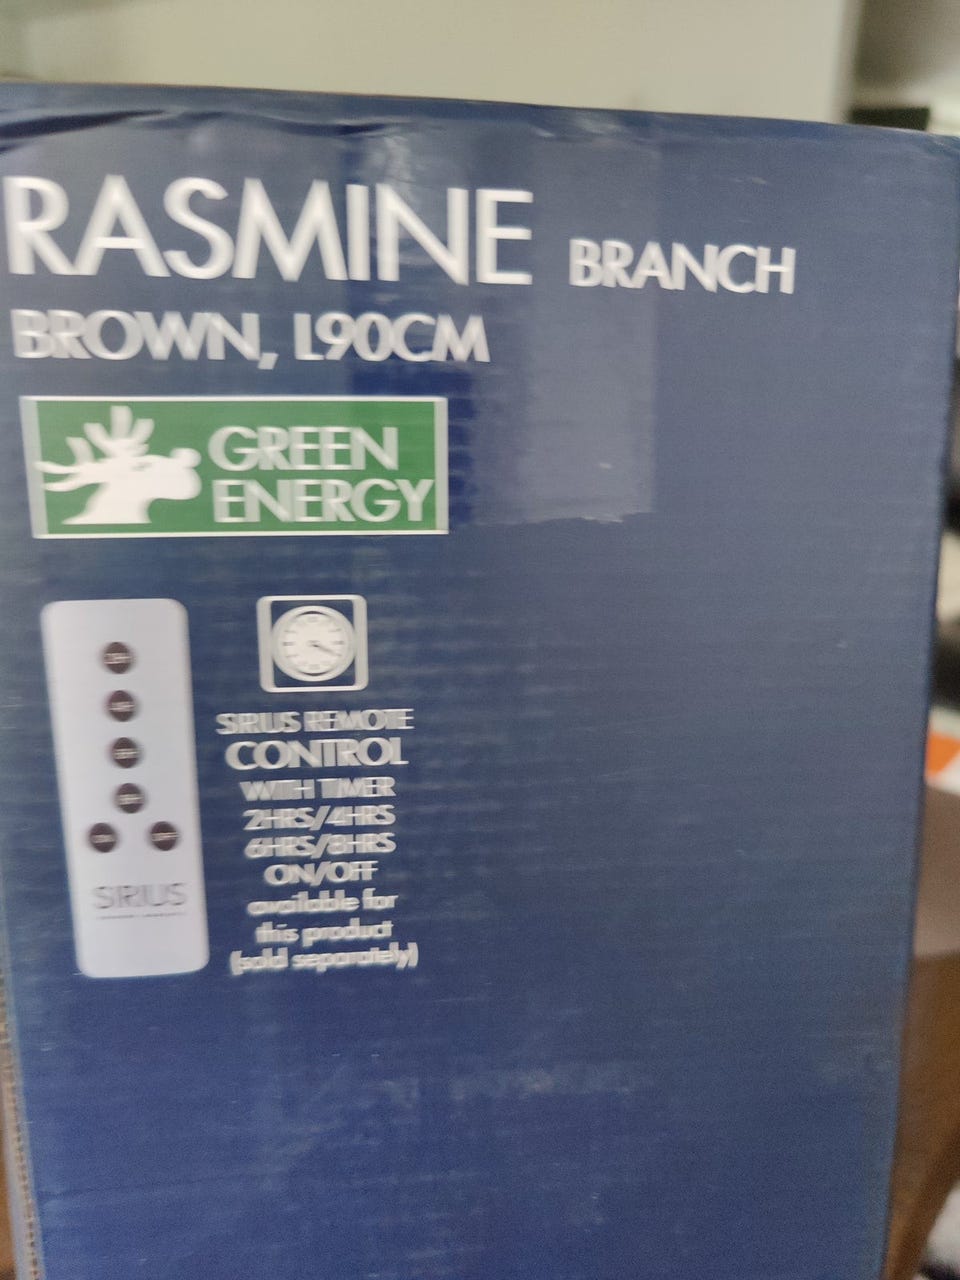 RASMINE BRANCH
BROWN, L90CM
GREEN
ENERGY
SIRIUS REMOTE
CONTROL
WITH TIMER
2HRS/4HRS
6HRS/8HRS
ON/OFF
available for
this product
(sold separately)
SIRIUS